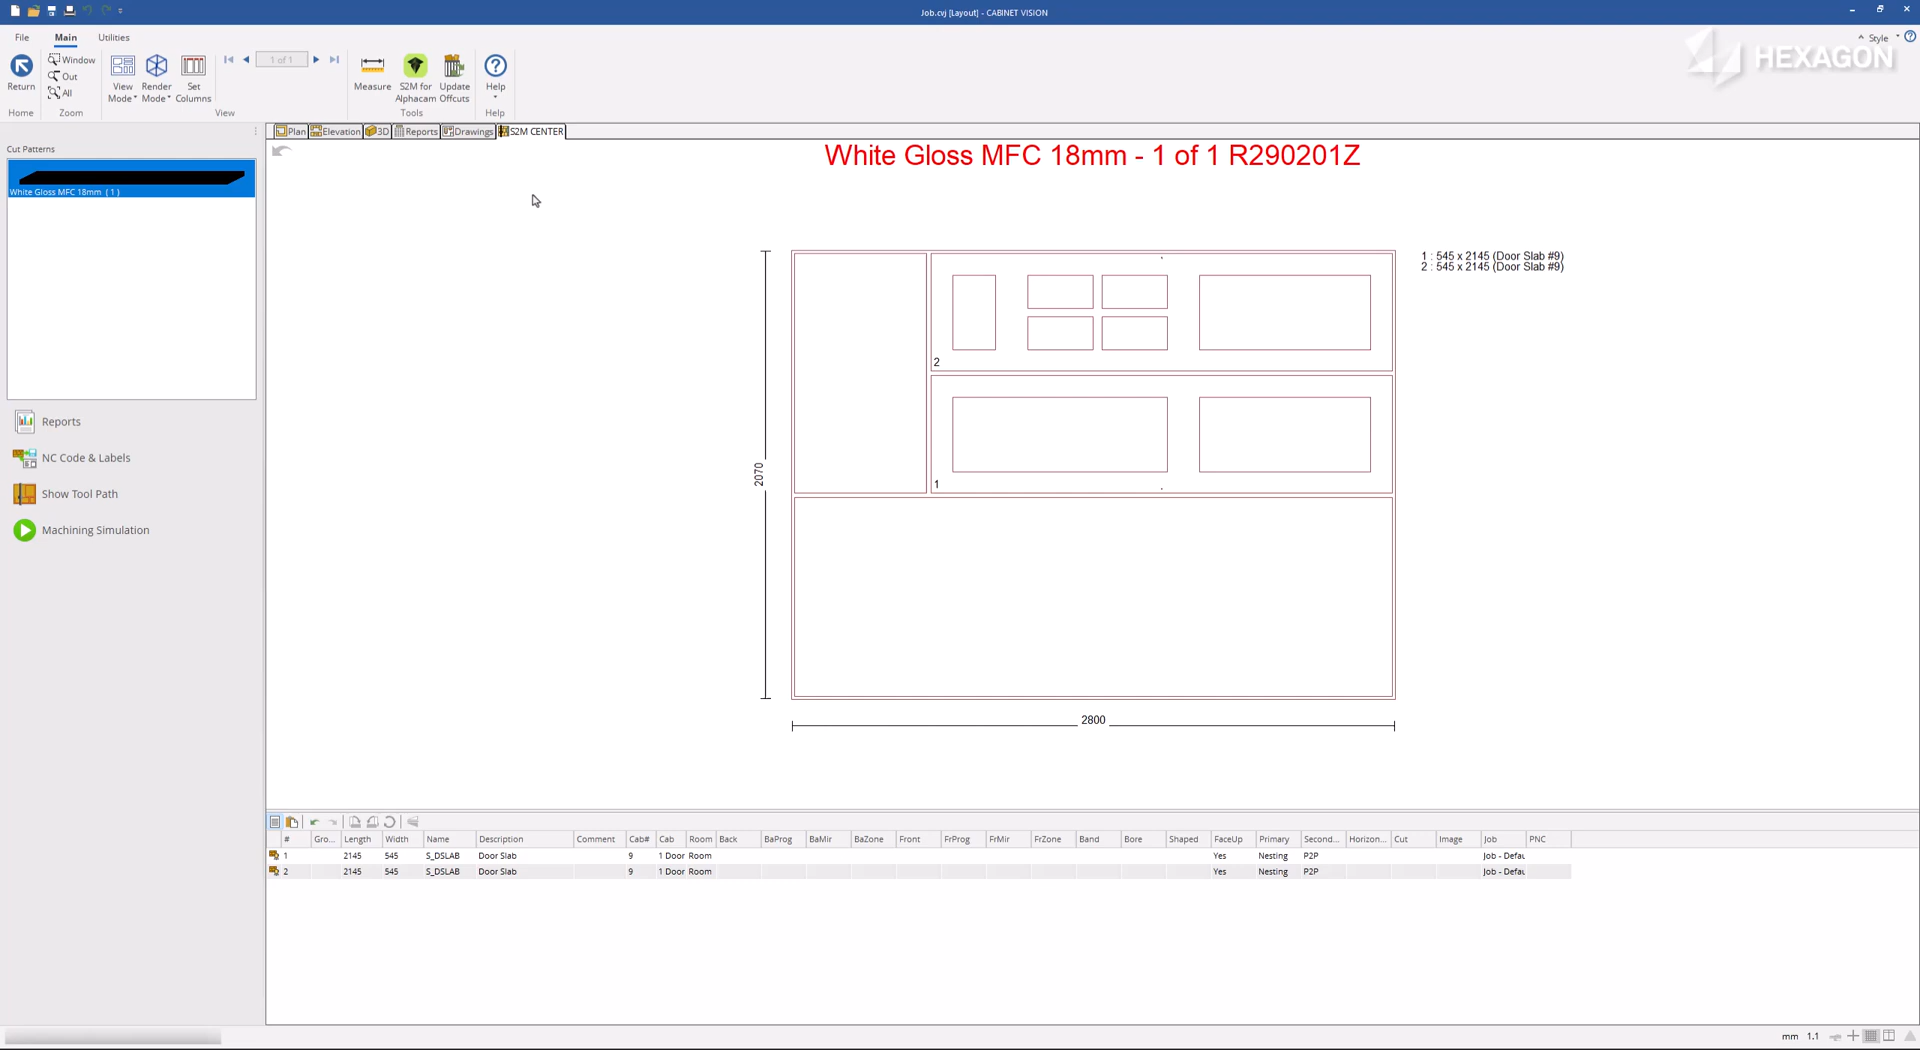 Job.cvj [Layout] - CABINET VISION
File Main Utilities Style
HEXAGON
Return
Window
Out
All
View Mode
Render Mode
Set Columns
1 of 1
Measure
S2M for Alphacam
Update Offcuts
Help
Home Zoom View Tools Help
Plan Elevation 3D Reports Drawings S2M CENTER
Cut Patterns
White Gloss MFC 18mm ( 1 )
Reports
NC Code & Labels
Show Tool Path
Machining Simulation
White Gloss MFC 18mm - 1 of 1 R290201Z
1 : 545 x 2145 (Door Slab #9)
2 : 545 x 2145 (Door Slab #9)
2
1
2070
2800
# Gro... Length Width Name Description Comment Cab# Cab Room Back BaProg BaMir BaZone Front FrProg FrMir FrZone Band Bore Shaped FaceUp Primary Second... Horizon... Cut Image Job PNC
1 2145 545 S_DSLAB Door Slab 9 1 Door Room Yes Nesting P2P Job - Defau
2 2145 545 S_DSLAB Door Slab 9 1 Door Room Yes Nesting P2P Job - Defau
mm 1.1